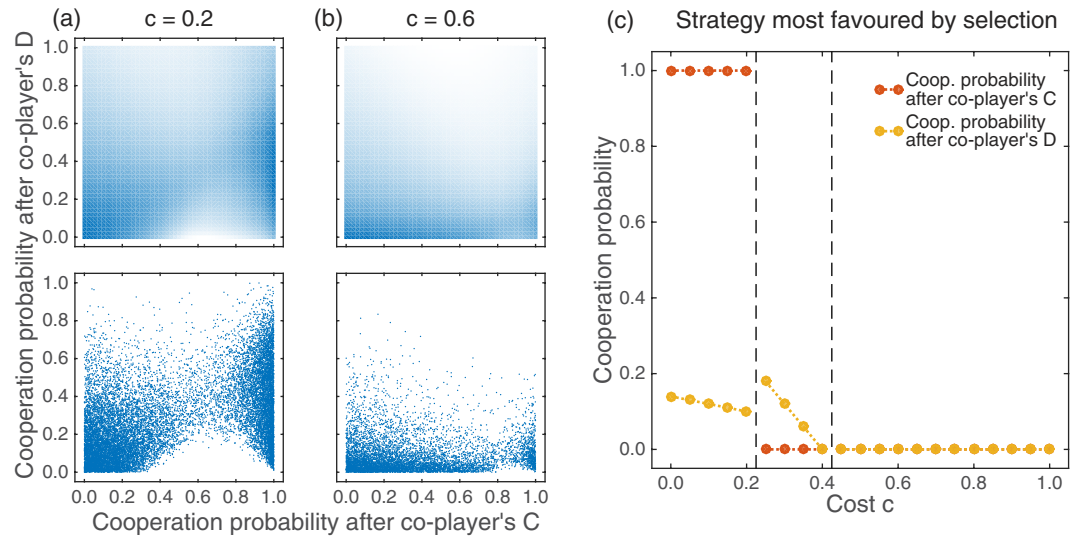 (a)
c = 0.2
(b)
c = 0.6
Cooperation probability after co-player's D
1.0
0.8
0.6
0.4
0.2
0.0
1.0
0.8
0.6
0.4
0.2
0.0
0.0 0.2 0.4 0.6 0.8 1.0
0.0 0.2 0.4 0.6 0.8 1.0
Cooperation probability after co-player's C
(c)
Strategy most favoured by selection
Cooperation probability
1.0
0.8
0.6
0.4
0.2
0.0
Coop. probability
after co-player's C
Coop. probability
after co-player's D
0.0 0.2 0.4 0.6 0.8 1.0
Cost c